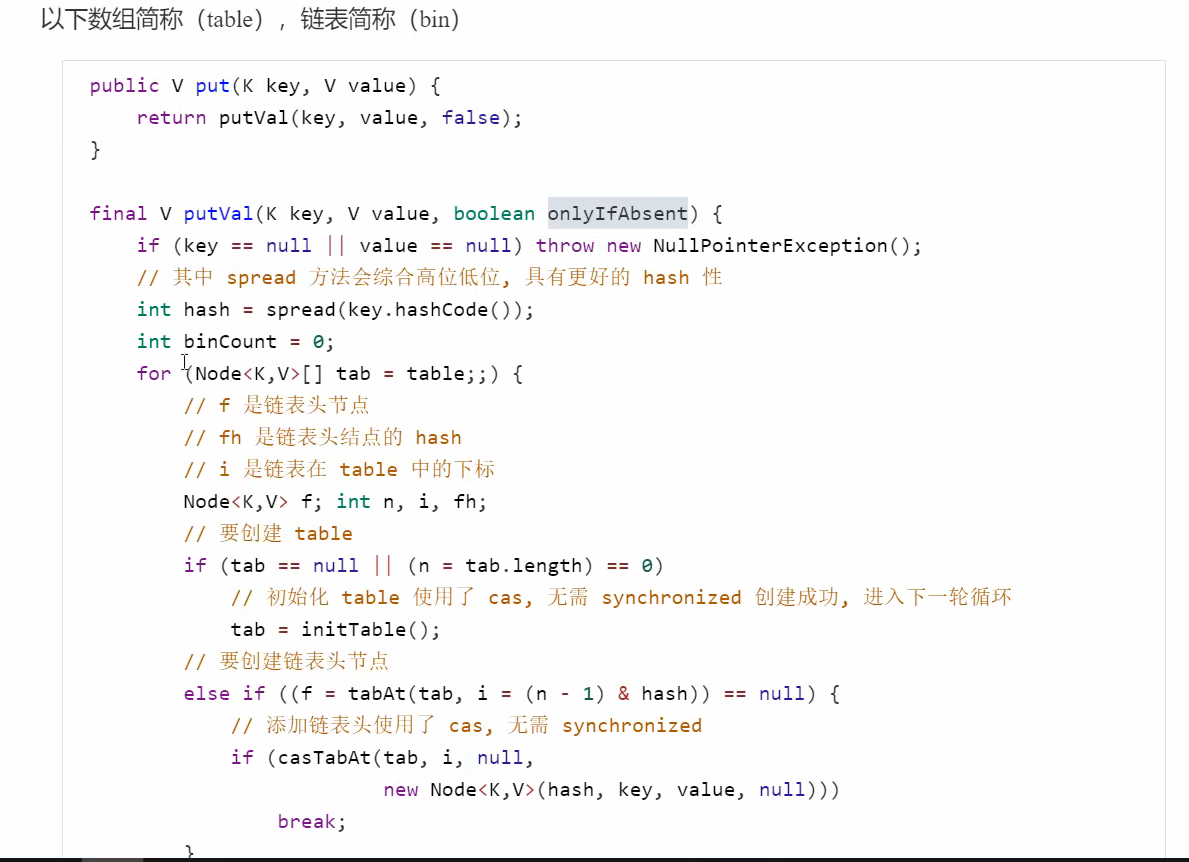 以下数组简称（table），链表简称（bin）
public V put(K key, V value) {
    return putVal(key, value, false);
}
final V putVal(K key, V value, boolean onlyIfAbsent) {
    if (key == null || value == null) throw new NullPointerException();
    // 其中 spread 方法会综合高位低位, 具有更好的 hash 性
    int hash = spread(key.hashCode());
    int binCount = 0;
    for (Node<K,V>[] tab = table;;) {
        // f 是链表头节点
        // fh 是链表头结点的 hash
        // i 是链表在 table 中的下标
        Node<K,V> f; int n, i, fh;
        // 要创建 table
        if (tab == null || (n = tab.length) == 0)
            // 初始化 table 使用了 cas, 无需 synchronized 创建成功, 进入下一轮循环
            tab = initTable();
        // 要创建链表头节点
        else if ((f = tabAt(tab, i = (n - 1) & hash)) == null) {
            // 添加链表头使用了 cas, 无需 synchronized
            if (casTabAt(tab, i, null,
                         new Node<K,V>(hash, key, value, null)))
                break;
        }